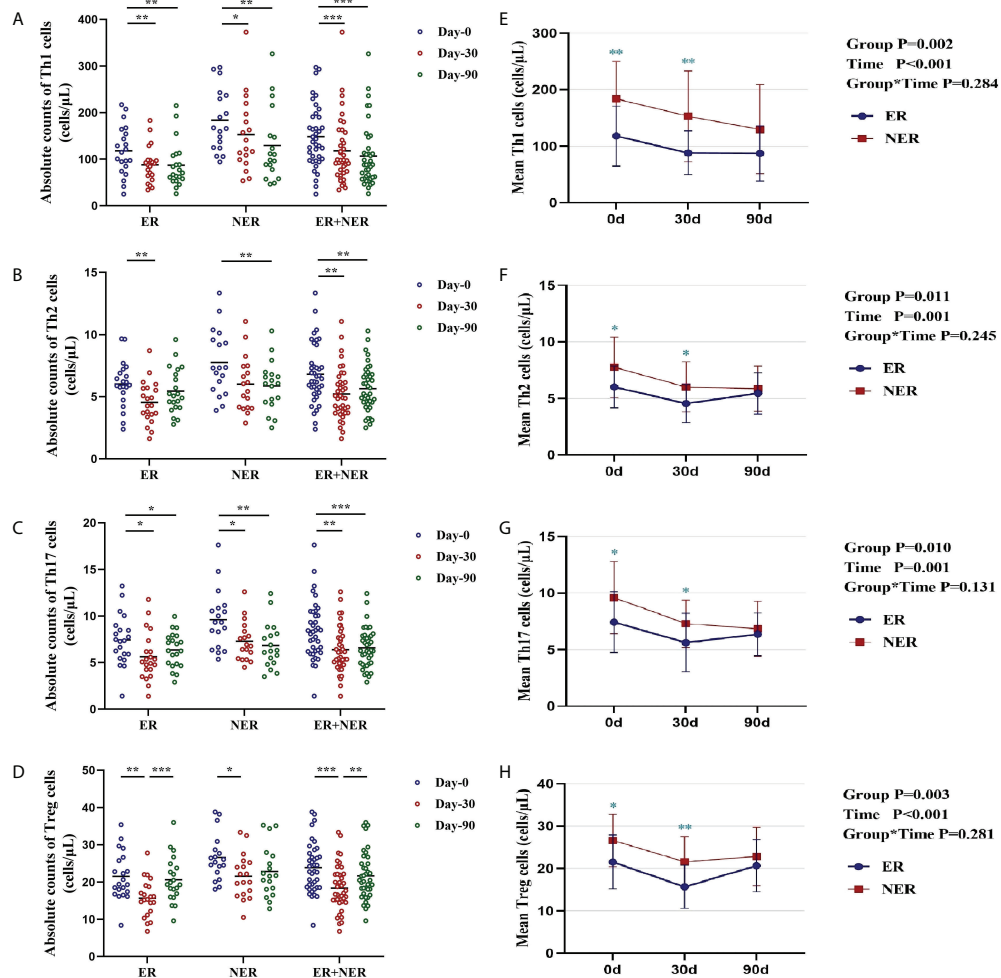 A
Absolute counts of Th1 cells
(cells/μL)
400
300
200
100
0
** ** * ** *** ***
ER NER ER+NER
Day-0
Day-30
Day-90
E
Mean Th1 cells (cells/μL)
300
200
100
0
** **
0d 30d 90d
Group P=0.002
Time P<0.001
Group*Time P=0.284
ER
NER
B
Absolute counts of Th2 cells
(cells/μL)
15
10
5
0
** ** ** **
ER NER ER+NER
Day-0
Day-30
Day-90
F
Mean Th2 cells (cells/μL)
15
10
5
0
* *
0d 30d 90d
Group P=0.011
Time P=0.001
Group*Time P=0.245
ER
NER
C
Absolute counts of Th17 cells
(cells/μL)
20
15
10
5
0
* * ** * *** **
ER NER ER+NER
Day-0
Day-30
Day-90
G
Mean Th17 cells (cells/μL)
15
10
5
0
* *
0d 30d 90d
Group P=0.010
Time P=0.001
Group*Time P=0.131
ER
NER
D
Absolute counts of Treg cells
(cells/μL)
50
40
30
20
10
0
** *** * *** **
ER NER ER+NER
Day-0
Day-30
Day-90
H
Mean Treg cells (cells/μL)
40
30
20
10
0
* **
0d 30d 90d
Group P=0.003
Time P<0.001
Group*Time P=0.281
ER
NER